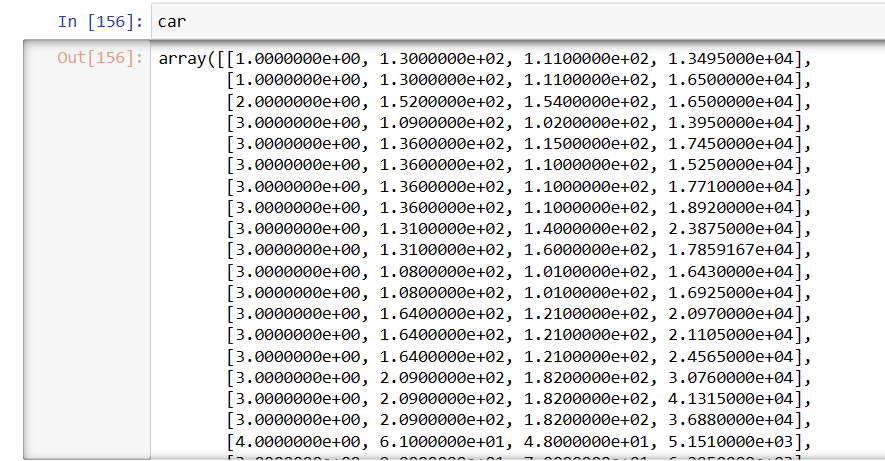 In [156]: car
Out[156]: array([[1.0000000e+00, 1.3000000e+02, 1.1100000e+02, 1.3495000e+04],
[1.0000000e+00, 1.3000000e+02, 1.1100000e+02, 1.6500000e+04],
[2.0000000e+00, 1.5200000e+02, 1.5400000e+02, 1.6500000e+04],
[3.0000000e+00, 1.0900000e+02, 1.0200000e+02, 1.3950000e+04],
[3.0000000e+00, 1.3600000e+02, 1.1500000e+02, 1.7450000e+04],
[3.0000000e+00, 1.3600000e+02, 1.1000000e+02, 1.5250000e+04],
[3.0000000e+00, 1.3600000e+02, 1.1000000e+02, 1.7710000e+04],
[3.0000000e+00, 1.3600000e+02, 1.1000000e+02, 1.8920000e+04],
[3.0000000e+00, 1.3100000e+02, 1.4000000e+02, 2.3875000e+04],
[3.0000000e+00, 1.3100000e+02, 1.6000000e+02, 1.7859167e+04],
[3.0000000e+00, 1.0800000e+02, 1.0100000e+02, 1.6430000e+04],
[3.0000000e+00, 1.0800000e+02, 1.0100000e+02, 1.6925000e+04],
[3.0000000e+00, 1.6400000e+02, 1.2100000e+02, 2.0970000e+04],
[3.0000000e+00, 1.6400000e+02, 1.2100000e+02, 2.1105000e+04],
[3.0000000e+00, 1.6400000e+02, 1.2100000e+02, 2.4565000e+04],
[3.0000000e+00, 2.0900000e+02, 1.8200000e+02, 3.0760000e+04],
[3.0000000e+00, 2.0900000e+02, 1.8200000e+02, 4.1315000e+04],
[3.0000000e+00, 2.0900000e+02, 1.8200000e+02, 3.6880000e+04],
[4.0000000e+00, 6.1000000e+01, 4.8000000e+01, 5.1510000e+03],